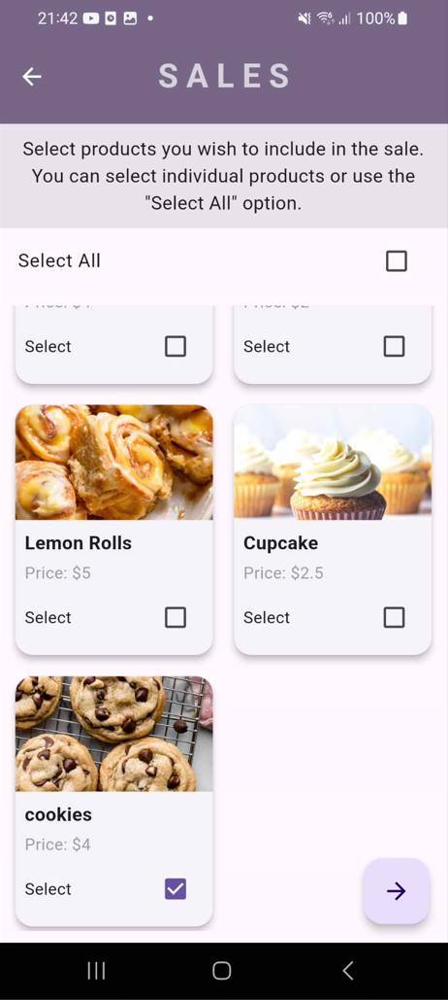 21:42
100%
SALES
Select products you wish to include in the sale.
You can select individual products or use the
"Select All" option.
Select All
Select
Select
Lemon Rolls
Cupcake
Price: $5
Price: $2.5
Select
Select
cookies
Price: $4
Select